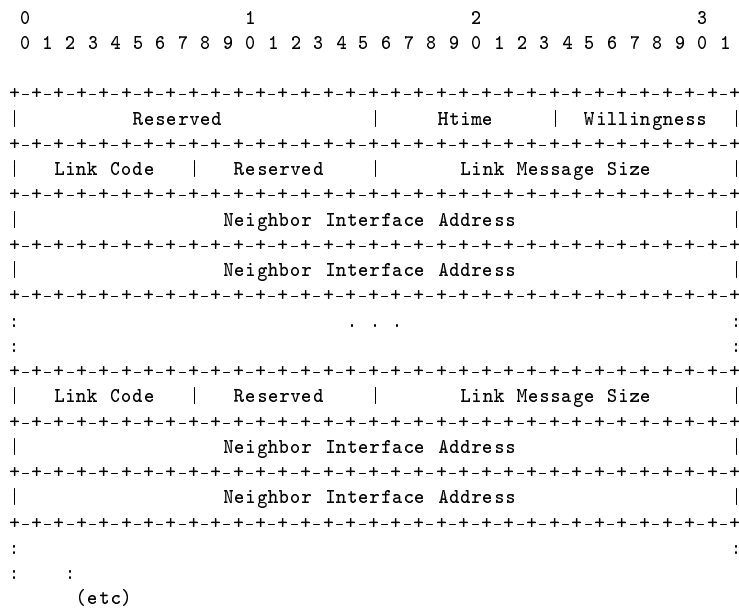 0                   1                   2                   3
 0 1 2 3 4 5 6 7 8 9 0 1 2 3 4 5 6 7 8 9 0 1 2 3 4 5 6 7 8 9 0 1

+-+-+-+-+-+-+-+-+-+-+-+-+-+-+-+-+-+-+-+-+-+-+-+-+-+-+-+-+-+-+-+-+
|          Reserved             |     Htime     |  Willingness  |
+-+-+-+-+-+-+-+-+-+-+-+-+-+-+-+-+-+-+-+-+-+-+-+-+-+-+-+-+-+-+-+-+
|   Link Code   |   Reserved    |       Link Message Size       |
+-+-+-+-+-+-+-+-+-+-+-+-+-+-+-+-+-+-+-+-+-+-+-+-+-+-+-+-+-+-+-+-+
|                  Neighbor Interface Address                   |
+-+-+-+-+-+-+-+-+-+-+-+-+-+-+-+-+-+-+-+-+-+-+-+-+-+-+-+-+-+-+-+-+
|                  Neighbor Interface Address                   |
+-+-+-+-+-+-+-+-+-+-+-+-+-+-+-+-+-+-+-+-+-+-+-+-+-+-+-+-+-+-+-+-+
:                             . . .                             :
:                                                               :
+-+-+-+-+-+-+-+-+-+-+-+-+-+-+-+-+-+-+-+-+-+-+-+-+-+-+-+-+-+-+-+-+
|   Link Code   |   Reserved    |       Link Message Size       |
+-+-+-+-+-+-+-+-+-+-+-+-+-+-+-+-+-+-+-+-+-+-+-+-+-+-+-+-+-+-+-+-+
|                  Neighbor Interface Address                   |
+-+-+-+-+-+-+-+-+-+-+-+-+-+-+-+-+-+-+-+-+-+-+-+-+-+-+-+-+-+-+-+-+
|                  Neighbor Interface Address                   |
+-+-+-+-+-+-+-+-+-+-+-+-+-+-+-+-+-+-+-+-+-+-+-+-+-+-+-+-+-+-+-+-+
:                                                               :
:    :
      (etc)